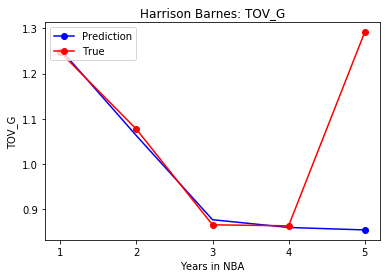 Harrison Barnes: TOV_G
Prediction
True
1.3
1.2
1.1
1.0
0.9
TOV_G
1 2 3 4 5
Years in NBA